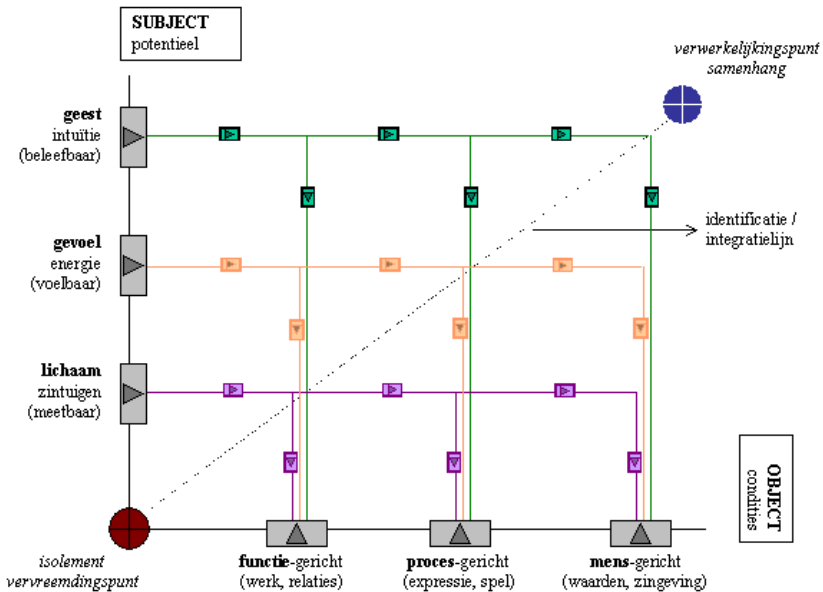 SUBJECT
potentieel
verwerkelijkingspunt
samenhang
geest
intuïtie
(beleefbaar)
identificatie /
integratielijn
gevoel
energie
(voelbaar)
lichaam
zintuigen
(meetbaar)
OBJECT
condities
isolement
vervreemdingspunt
functie-gericht
(werk, relaties)
proces-gericht
(expressie, spel)
mens-gericht
(waarden, zingeving)